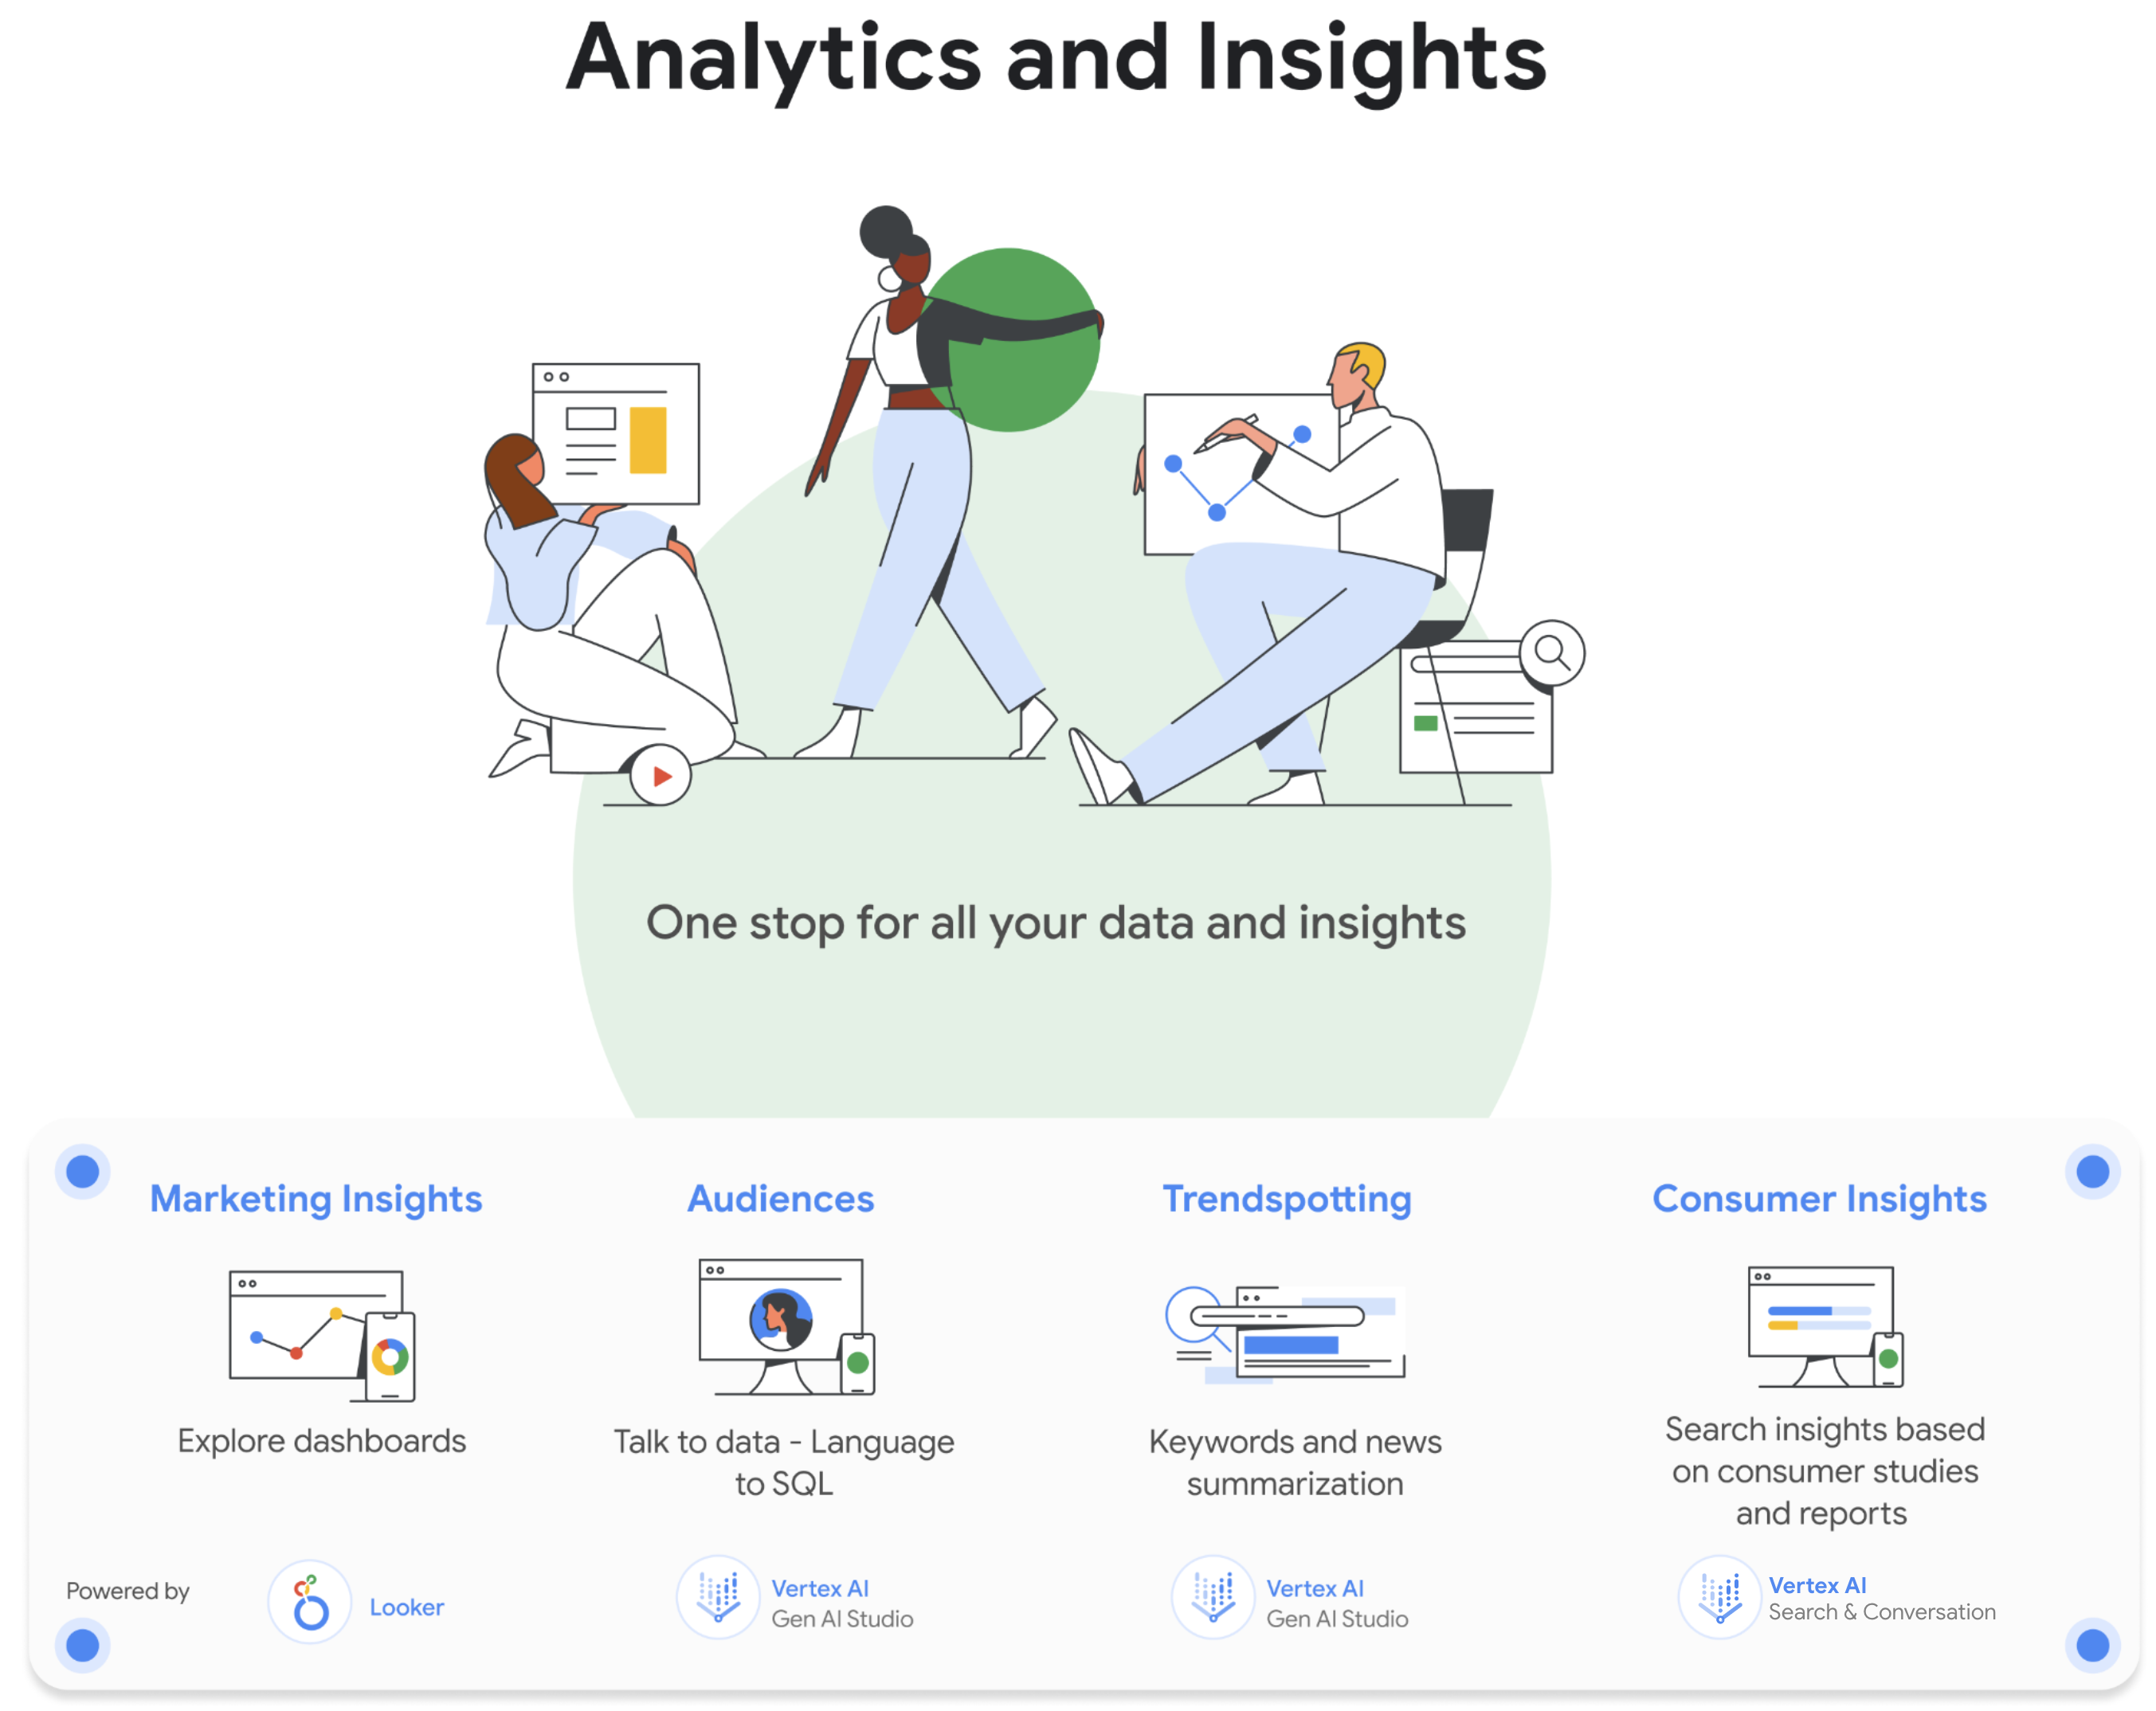 Analytics and Insights
One stop for all your data and insights
Marketing Insights
Explore dashboards
Audiences
Talk to data - Language
to SQL
Trendspotting
Keywords and news
summarization
Consumer Insights
Search insights based
on consumer studies
and reports
Powered by
Looker
Vertex AI
Gen AI Studio
Vertex AI
Gen AI Studio
Vertex AI
Search & Conversation